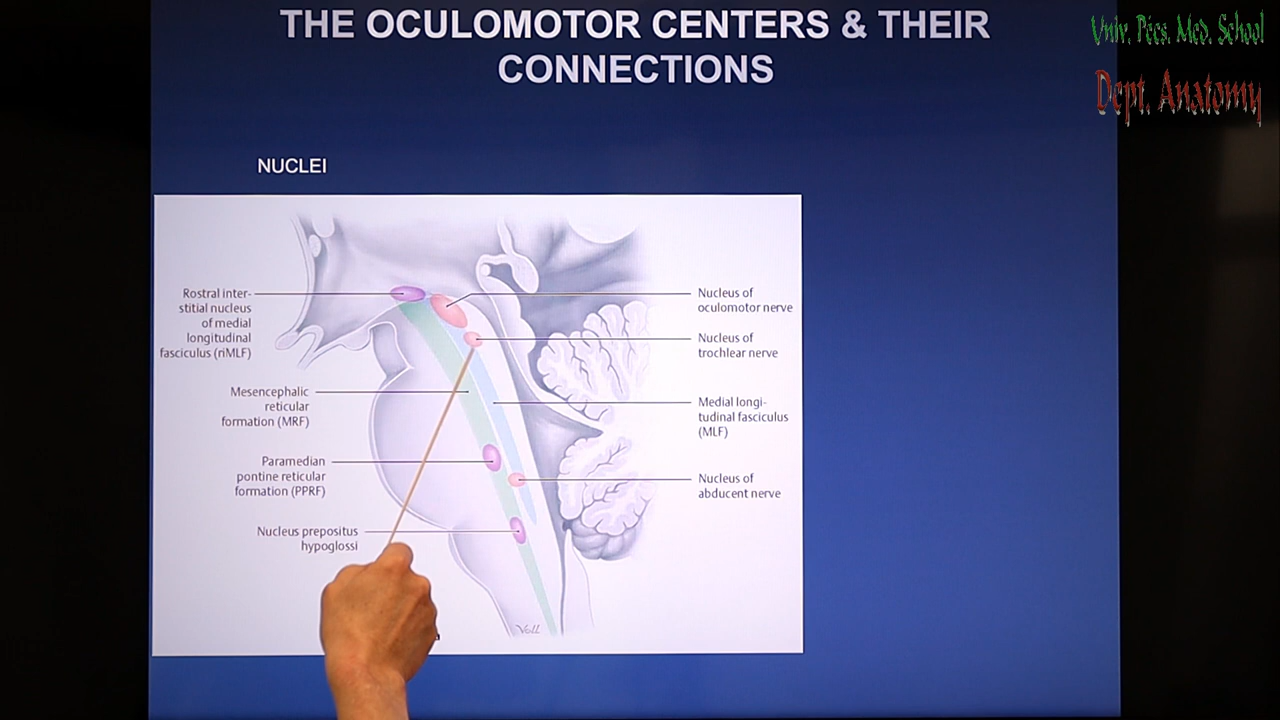 THE OCULOMOTOR CENTERS & THEIR
CONNECTIONS
Univ. Pécs. Med. School
Dept. Anatomy
NUCLEI
Rostral inter-
stitial nucleus
of medial
longitudinal
fasciculus (riMLF)
Mesencephalic
reticular
formation (MRF)
Paramedian
pontine reticular
formation (PPRF)
Nucleus prepositus
hypoglossi
Nucleus of
oculomotor nerve
Nucleus of
trochlear nerve
Medial longi-
tudinal fasciculus
(MLF)
Nucleus of
abducent nerve
Voll